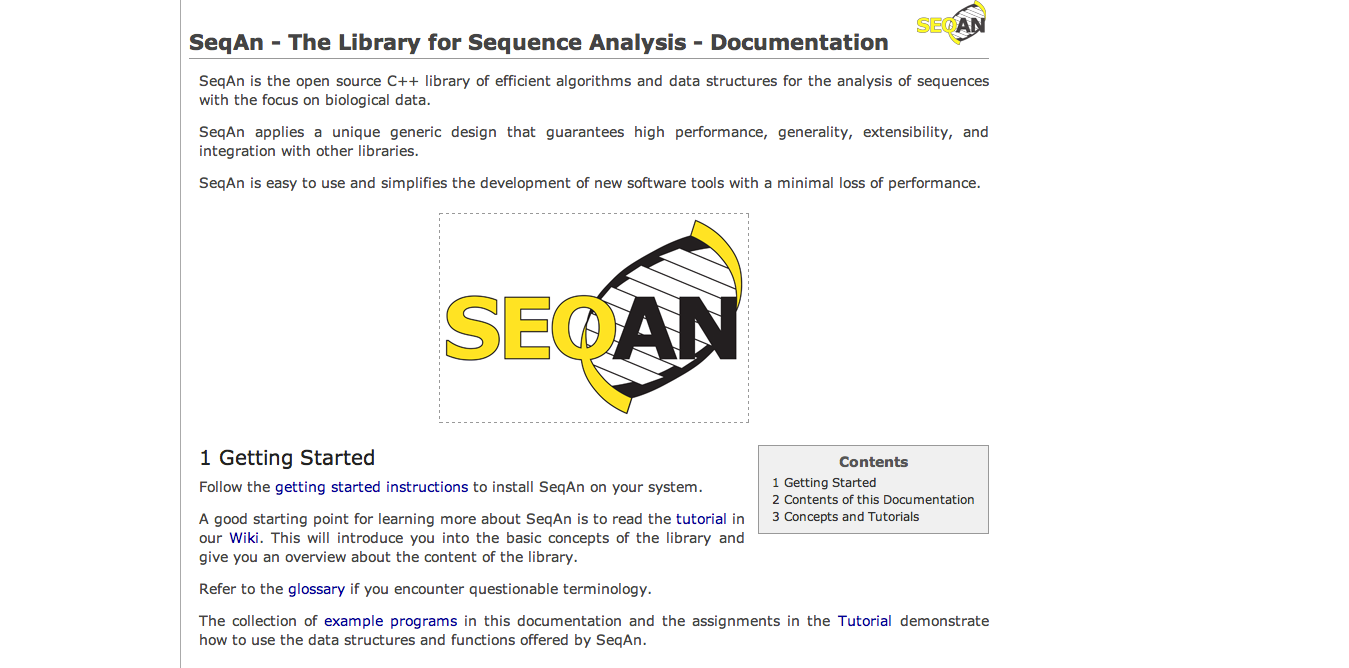 SEQAN
SeqAn - The Library for Sequence Analysis - Documentation
SeqAn is the open source C++ library of efficient algorithms and data structures for the analysis of sequences
with the focus on biological data.
SeqAn applies a unique generic design that guarantees high performance, generality, extensibility, and
integration with other libraries.
SeqAn is easy to use and simplifies the development of new software tools with a minimal loss of performance.
SEQAN
1 Getting Started
Follow the getting started instructions to install SeqAn on your system.
A good starting point for learning more about SeqAn is to read the tutorial in
our Wiki. This will introduce you into the basic concepts of the library and
give you an overview about the content of the library.
Contents
1 Getting Started
2 Contents of this Documentation
3 Concepts and Tutorials
Refer to the glossary if you encounter questionable terminology.
The collection of example programs in this documentation and the assignments in the Tutorial demonstrate
how to use the data structures and functions offered by SeqAn.